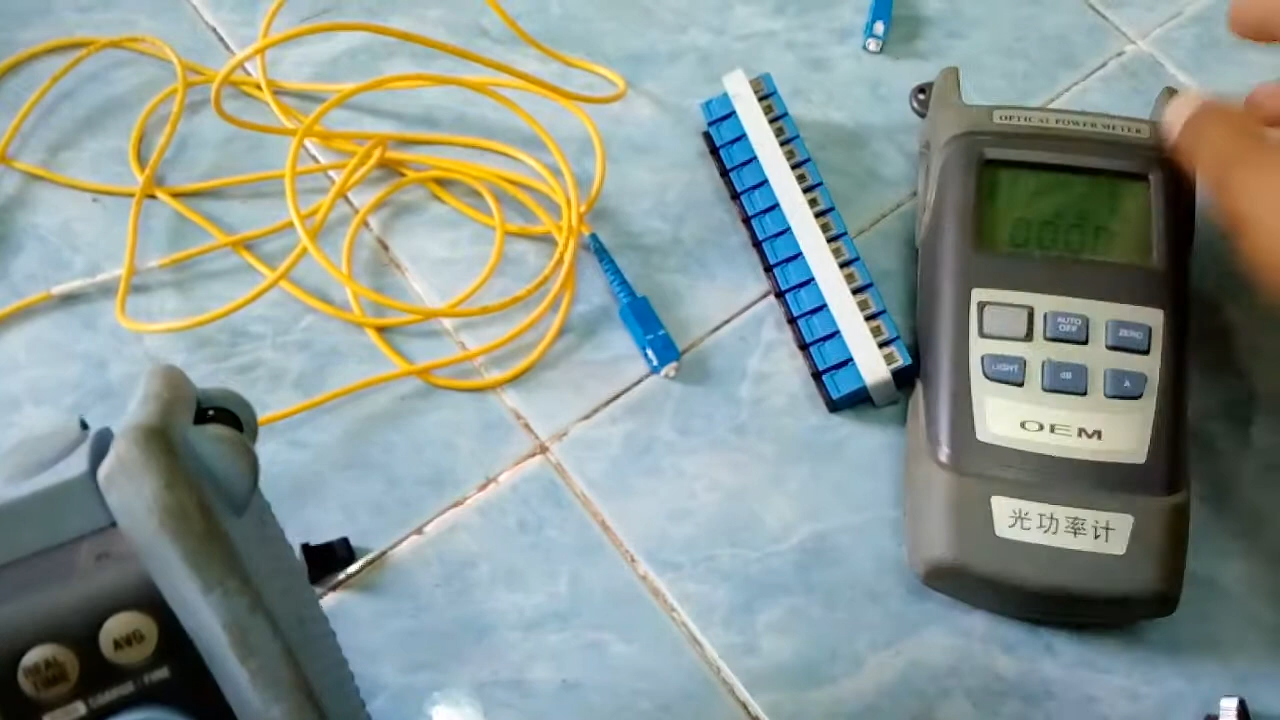 OPTICAL POWER METER
AUTO
OFF
ZERO
LIGHT
dB
λ
OEM
光功率计
AVG
REAL
TIME